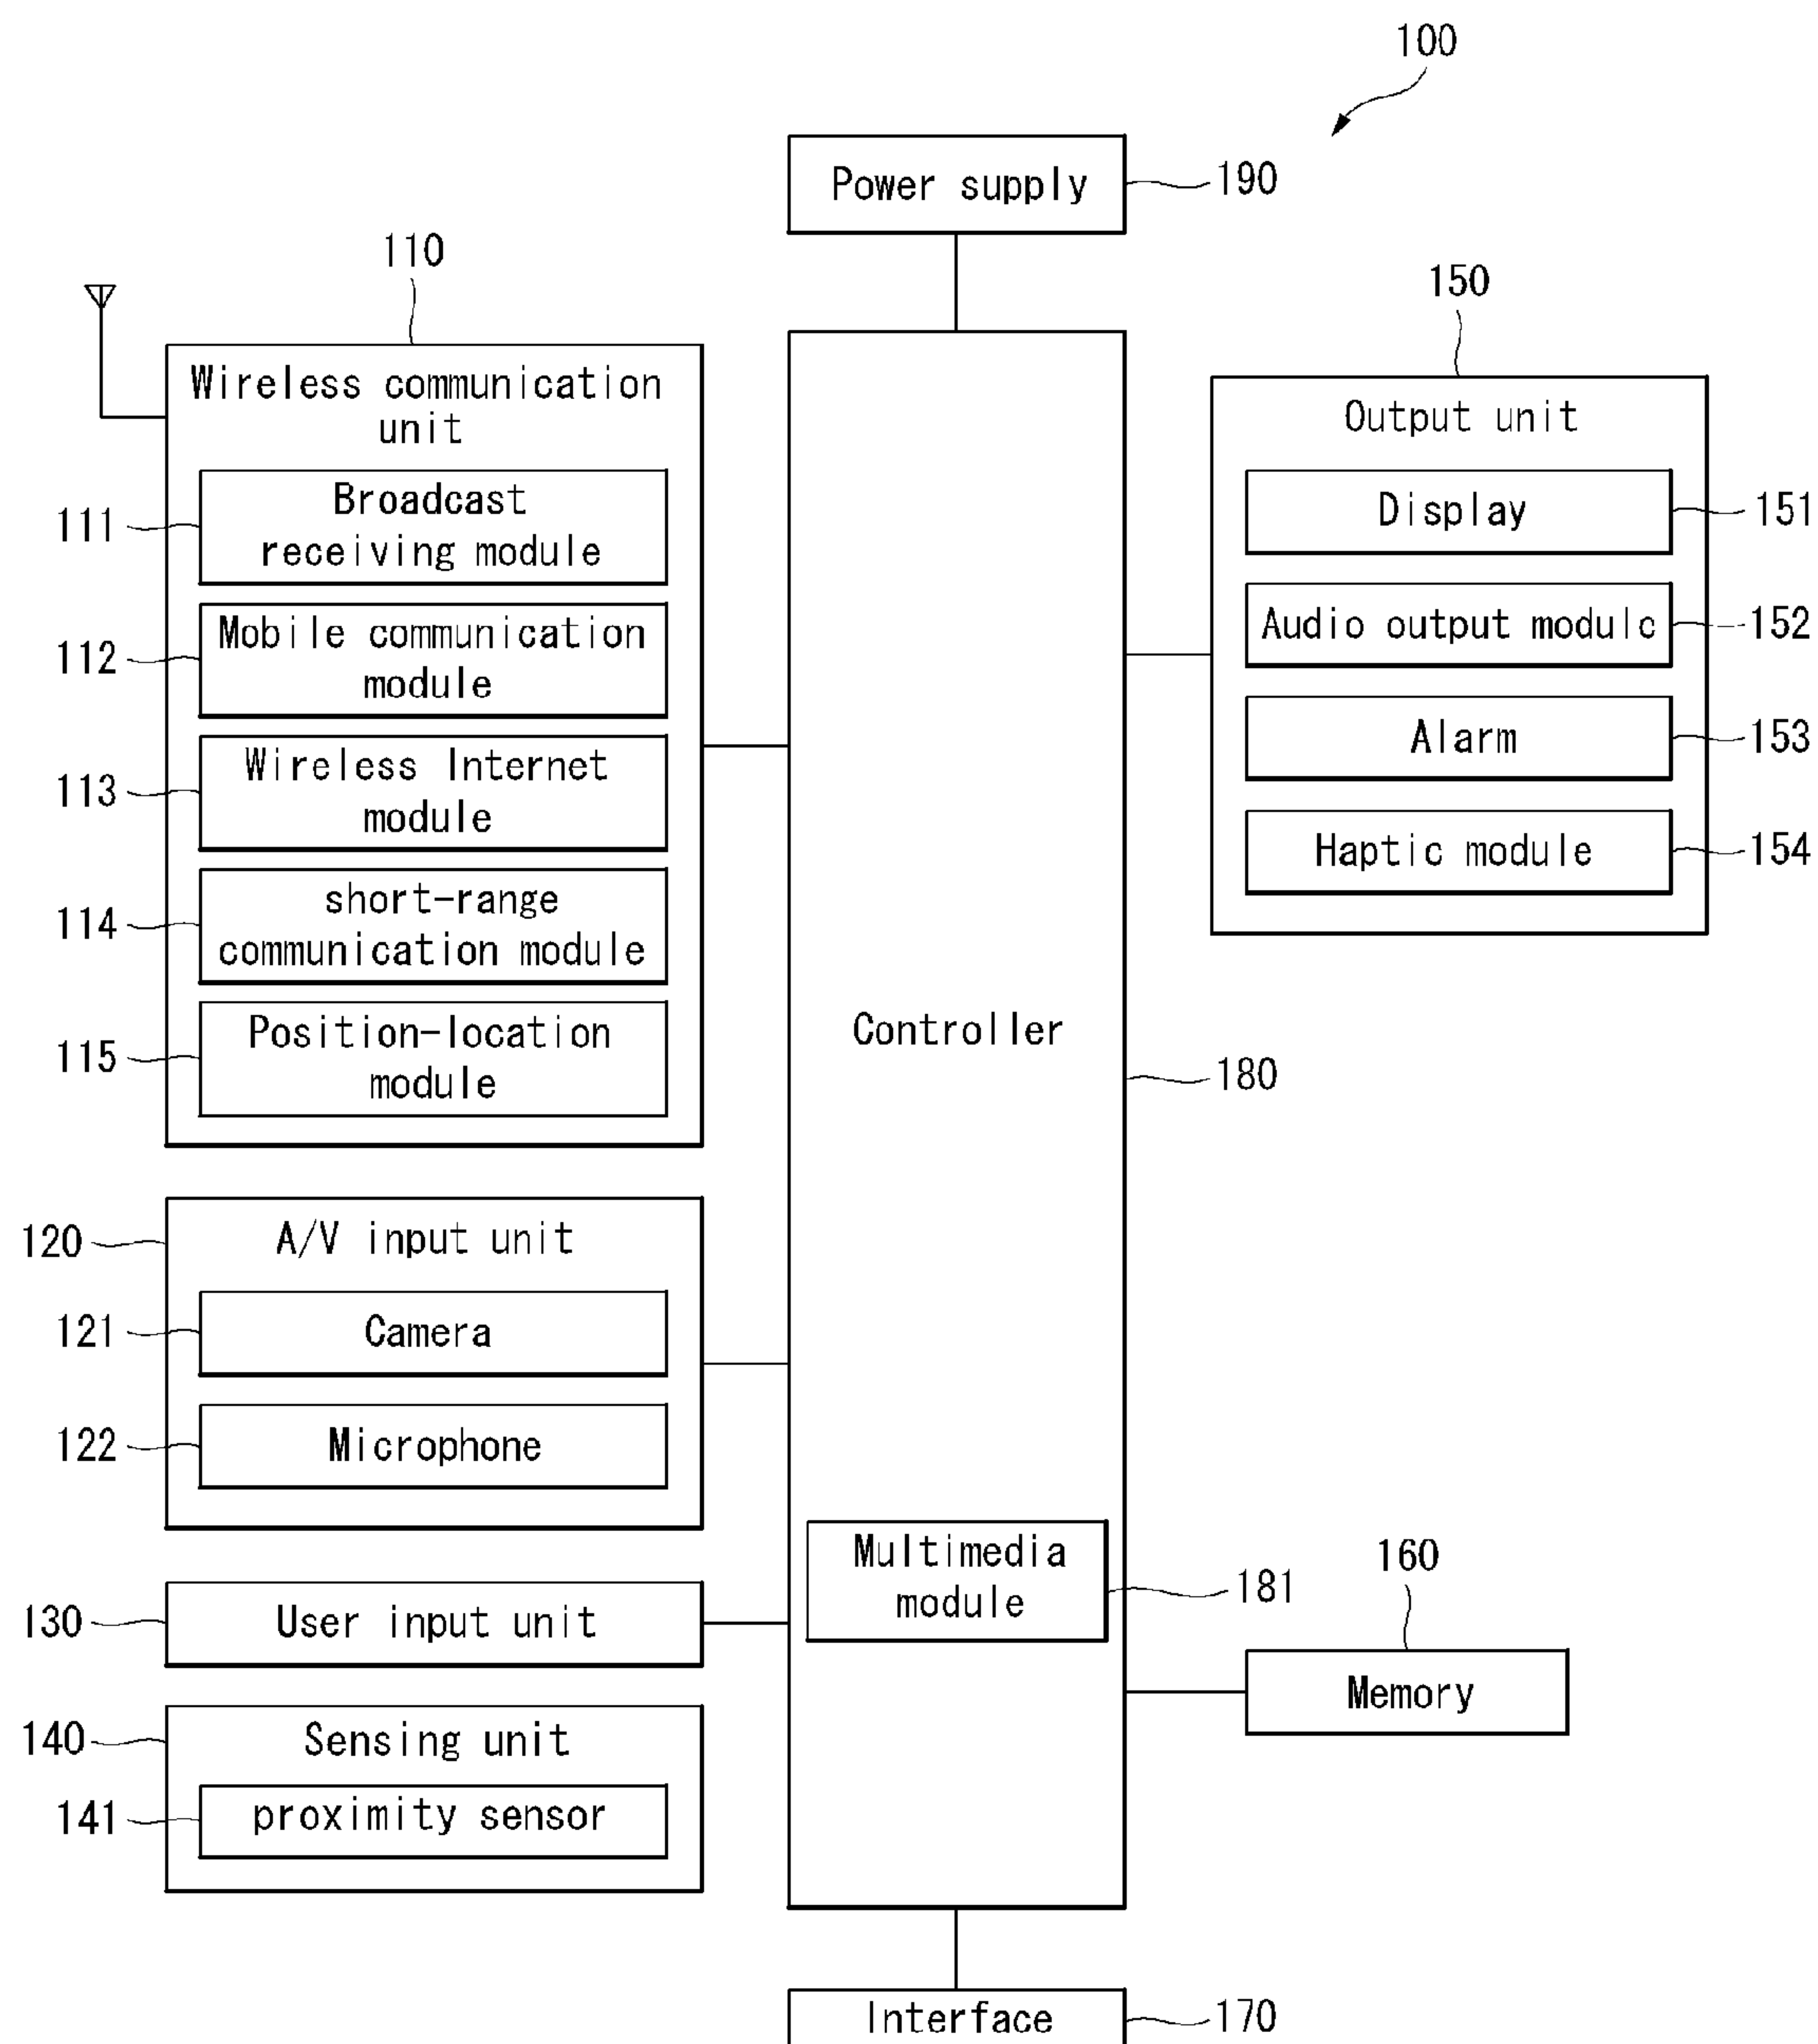 100
Power supply
190
110
Wireless communication
unit
111
Broadcast
receiving module
112
Mobile communication
module
113
Wireless Internet
module
114
short-range
communication module
115
Position-location
module
150
Output unit
Display
151
Audio output module
152
Alarm
153
Haptic module
154
Controller
180
120
A/V input unit
121
Camera
122
Microphone
Multimedia
module
181
130
User input unit
160
Memory
140
Sensing unit
141
proximity sensor
Interface
170